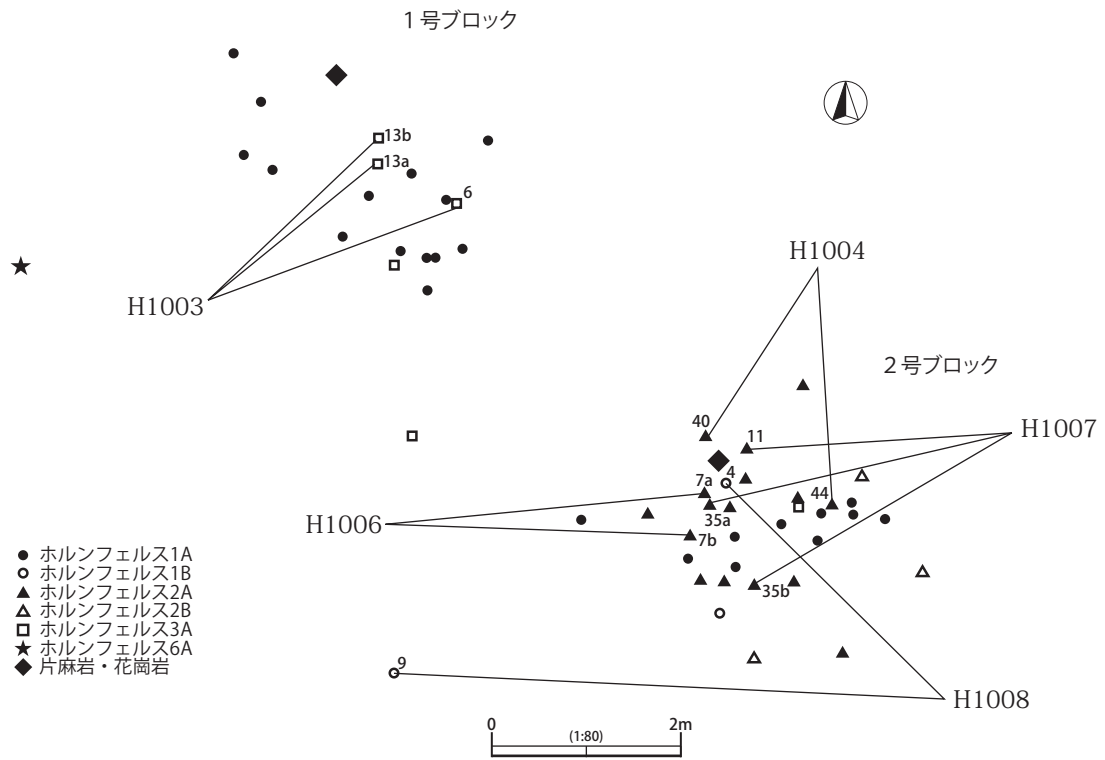 1号ブロック
13b
13a
6
H1003
H1004
2号ブロック
40
11
H1007
4
7a
44
35a
H1006
7b
35b
9
H1008
ホルンフェルス1A
ホルンフェルス1B
ホルンフェルス2A
ホルンフェルス2B
ホルンフェルス3A
ホルンフェルス6A
片麻岩・花崗岩
0 2m
(1:80)